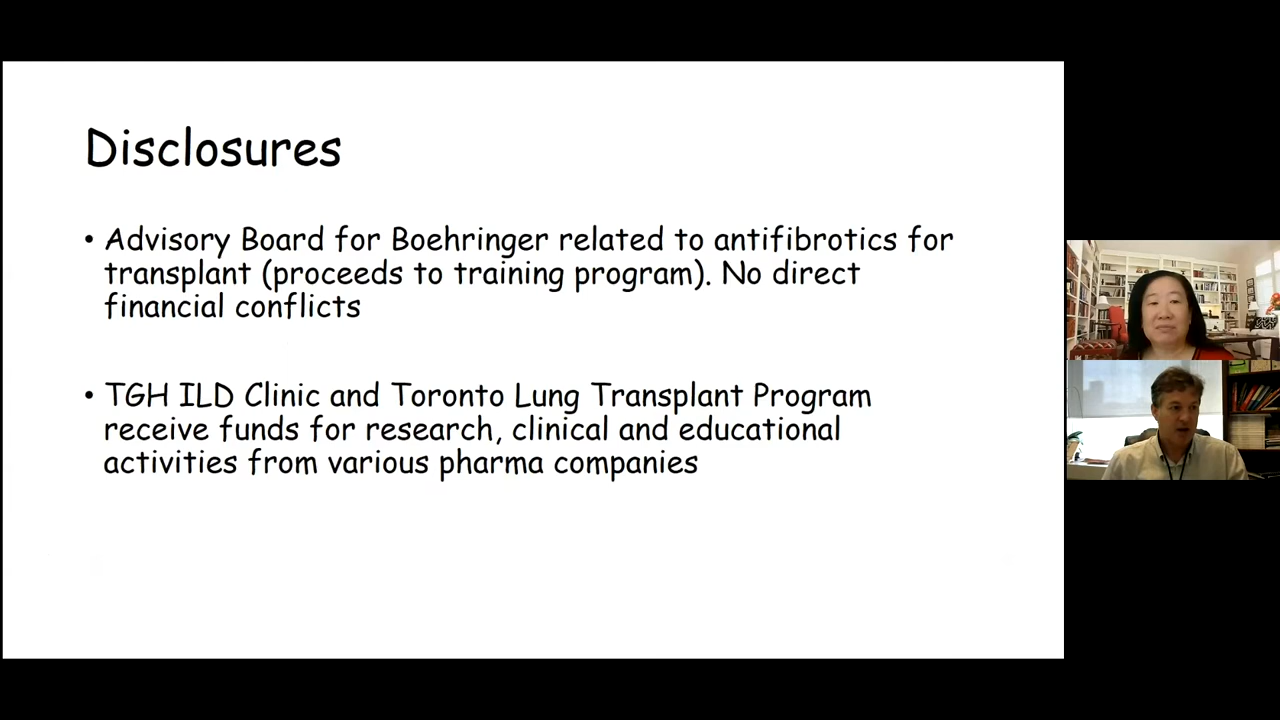 Disclosures
• Advisory Board for Boehringer related to antifibrotics for
transplant (proceeds to training program). No direct
financial conflicts
• TGH ILD Clinic and Toronto Lung Transplant Program
receive funds for research, clinical and educational
activities from various pharma companies